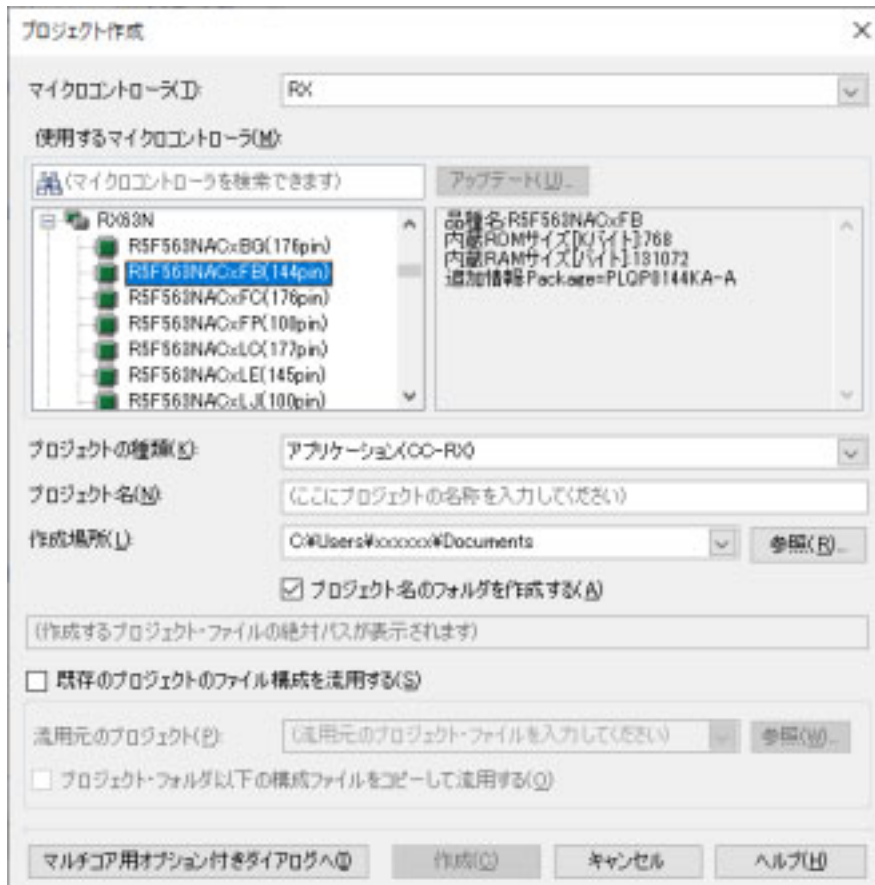 プロジェクト作成
マイクロコントローラ(T): RX
使用するマイクロコントローラ(M):
(マイクロコントローラを検索できます) アップデート(U)...
RX63N
R5F563NACxBG(176pin)
R5F563NACxFB(144pin)
R5F563NACxFC(176pin)
R5F563NACxFP(100pin)
R5F563NACxLC(177pin)
R5F563NACxLE(145pin)
R5F563NACxLJ(100pin)
品種名:R5F563NACxFB
内蔵ROMサイズ[Kバイト]:768
内蔵RAMサイズ[バイト]:131072
追加情報:Package=PLQP0144KA-A
プロジェクトの種類(K): アプリケーション(CC-RX)
プロジェクト名(N): (ここにプロジェクトの名称を入力してください)
作成場所(L): C:¥Users¥xxxxxx¥Documents 参照(R)...
プロジェクト名のフォルダを作成する(A)
(作成するプロジェクト・ファイルの絶対パスが表示されます)
既存のプロジェクトのファイル構成を流用する(S)
流用元のプロジェクト(P): (流用元のプロジェクト・ファイルを入力してください) 参照(W)...
プロジェクト・フォルダ以下の構成ファイルをコピーして流用する(O)
マルチコア用オプション付きダイアログへ(I) 作成(C) キャンセル ヘルプ(H)